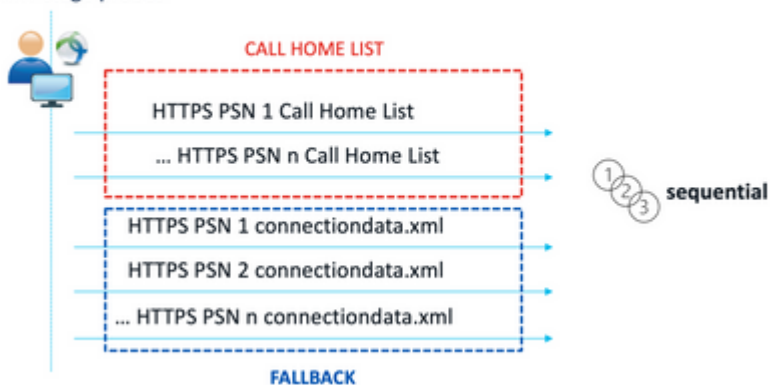 CALL HOME LIST
HTTPS PSN 1 Call Home List
... HTTPS PSN n Call Home List
1
2
3
sequential
HTTPS PSN 1 connectiondata.xml
HTTPS PSN 2 connectiondata.xml
... HTTPS PSN n connectiondata.xml
FALLBACK